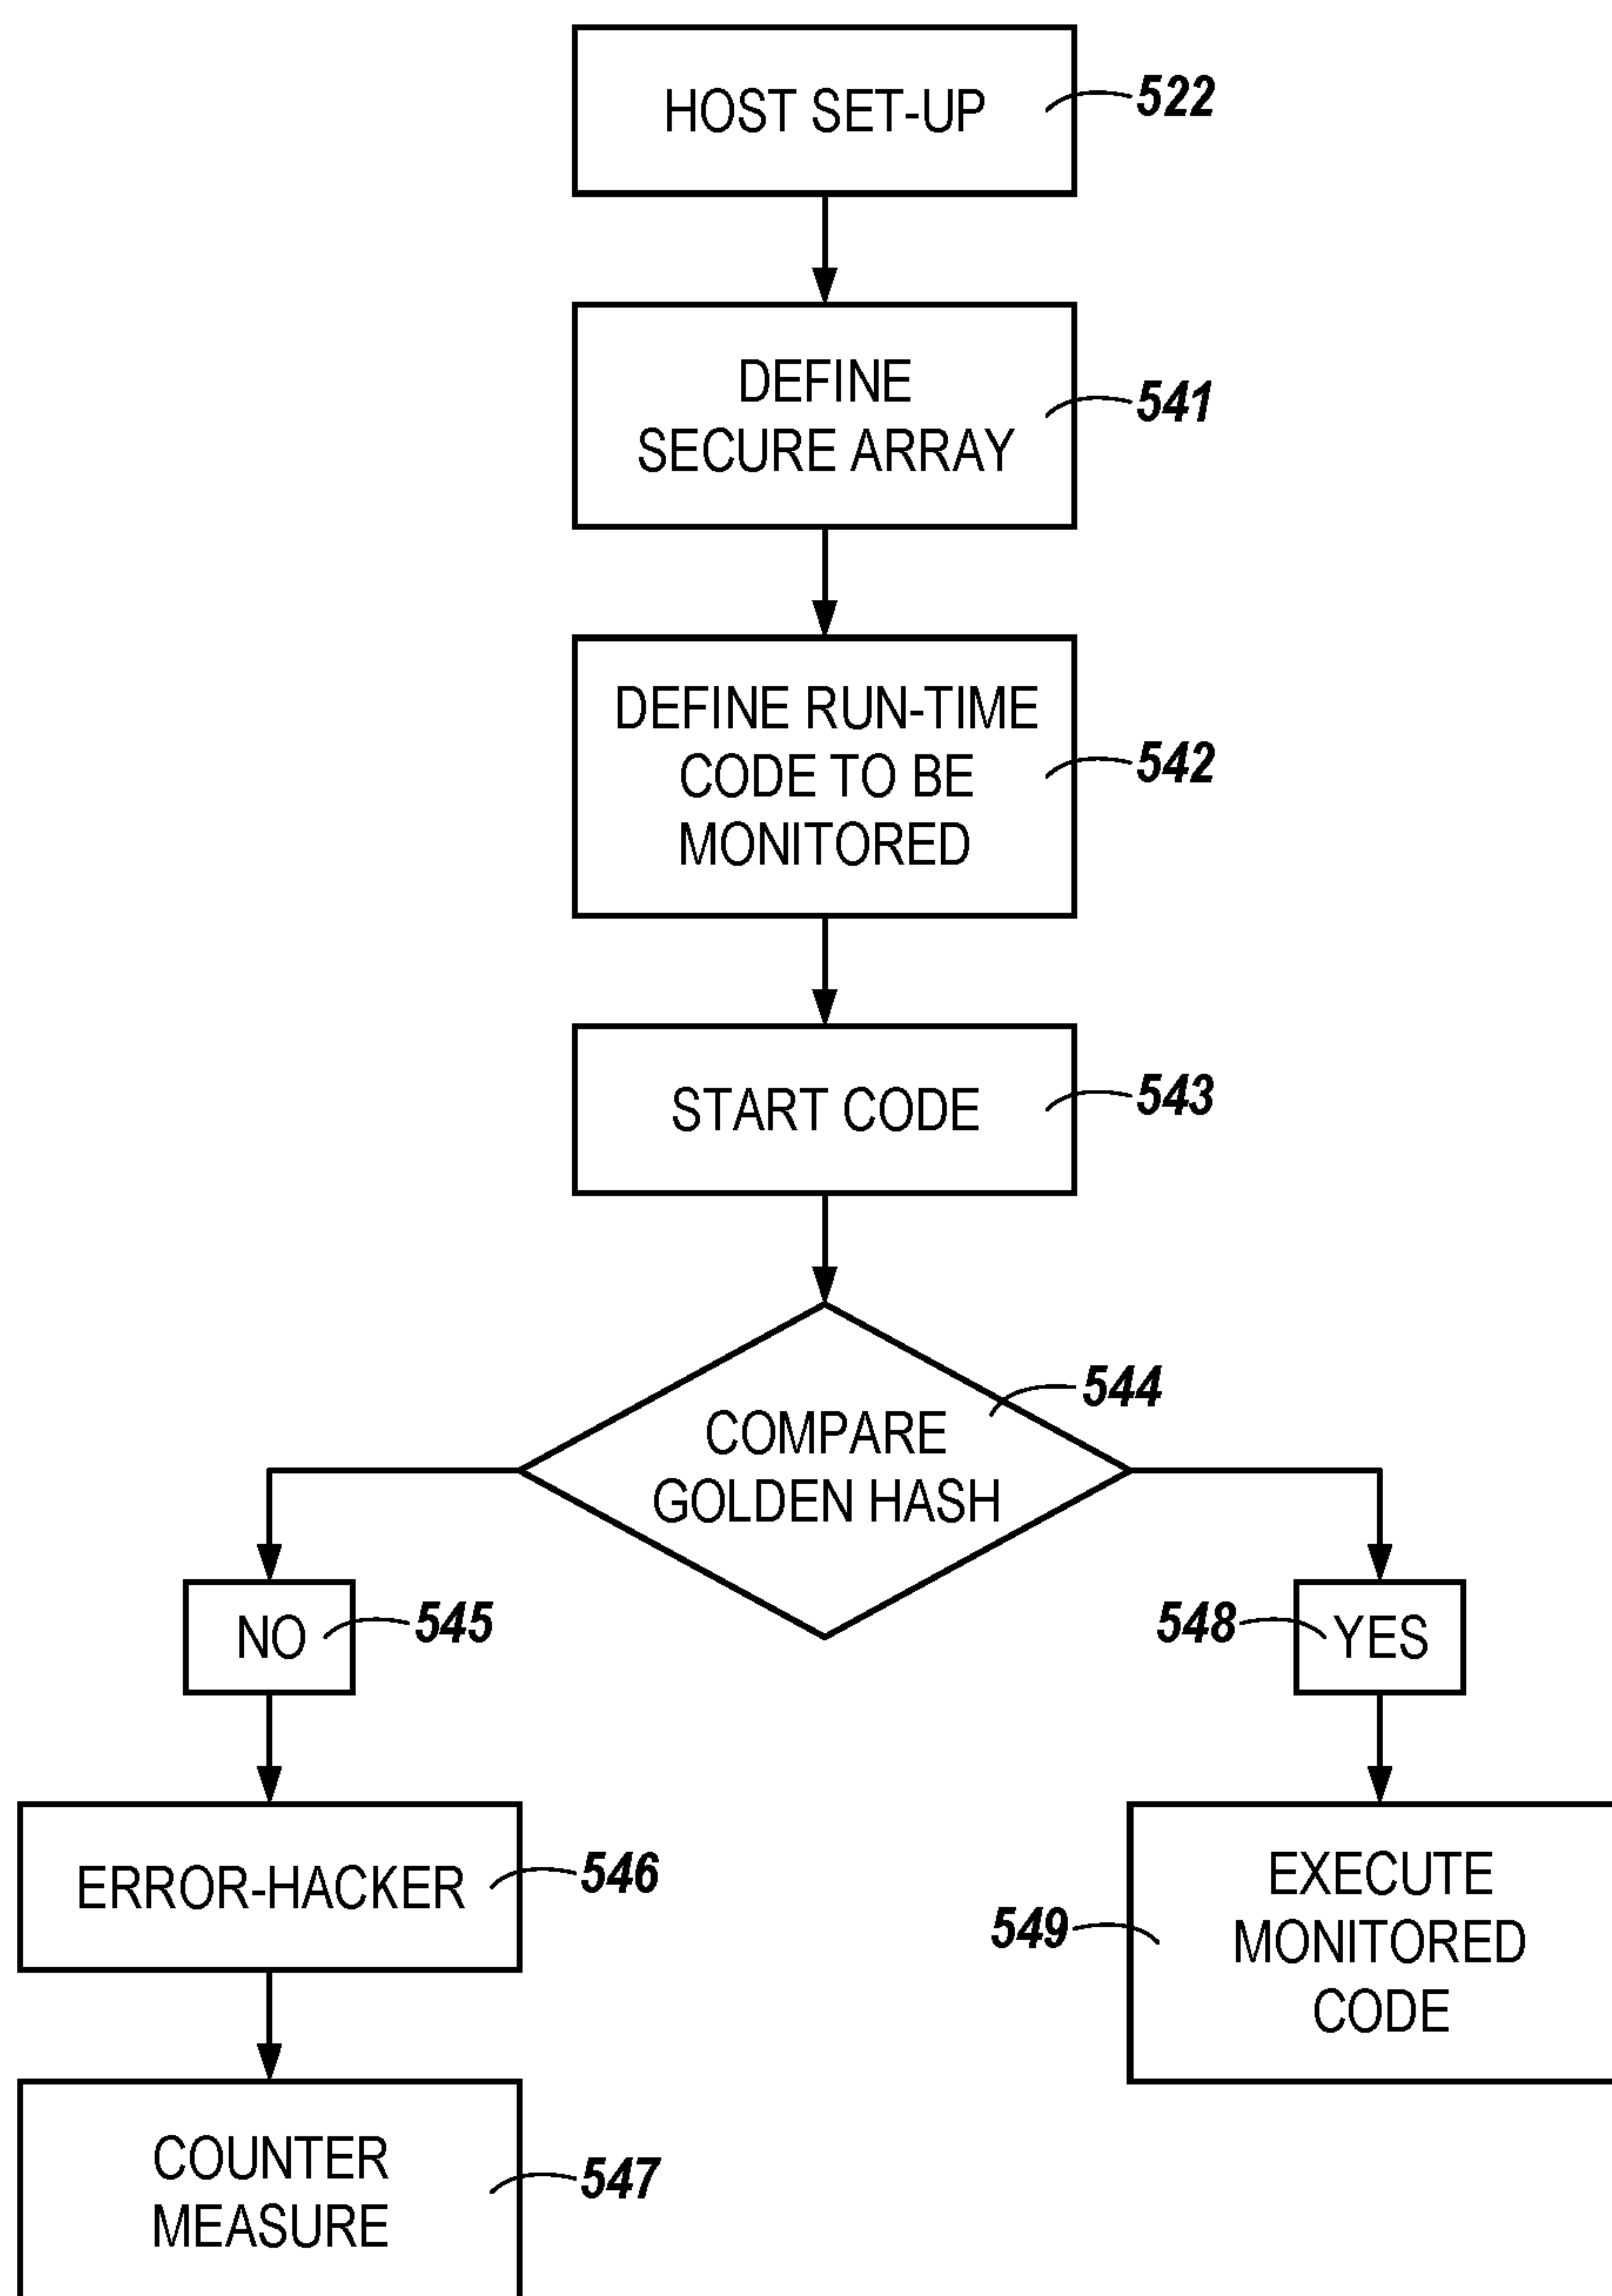 HOST SET-UP
522
DEFINE
SECURE ARRAY
541
DEFINE RUN-TIME
CODE TO BE
MONITORED
542
START CODE
543
COMPARE
GOLDEN HASH
544
NO
545
548
YES
ERROR-HACKER
546
549
EXECUTE
MONITORED
CODE
COUNTER
MEASURE
547